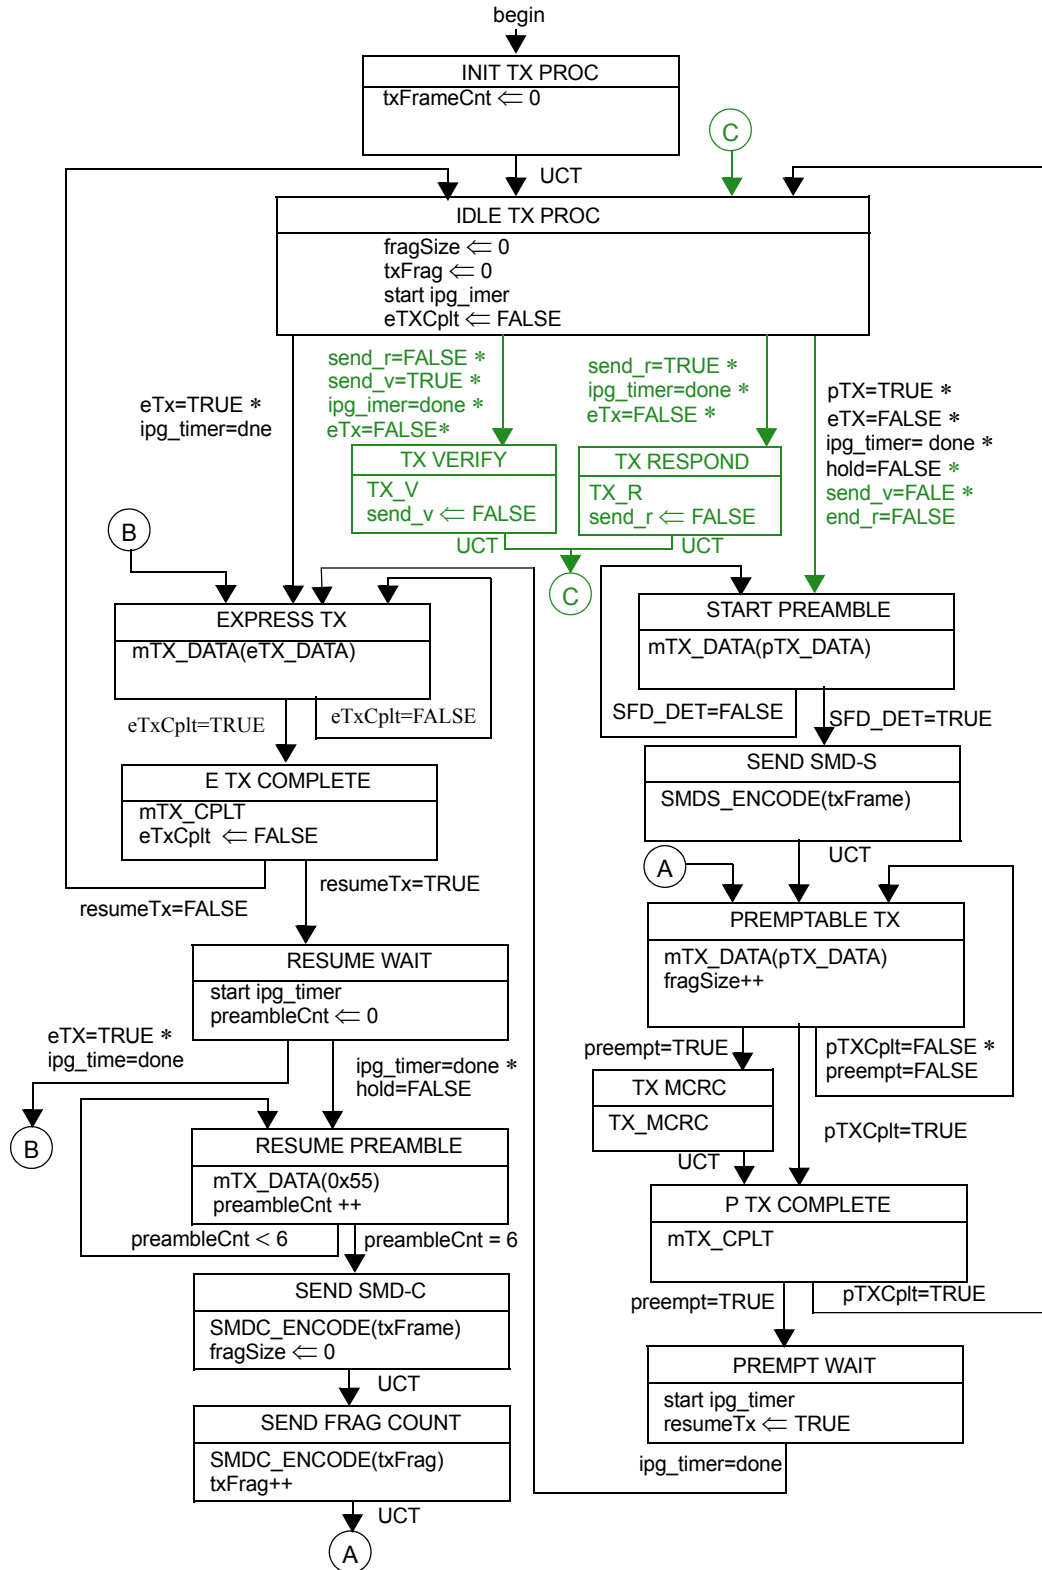 begin
INIT TX PROC
txFrameCnt ⇐ 0
C
UCT
IDLE TX PROC
fragSize ⇐ 0
txFrag ⇐ 0
start ipg_imer
eTXCplt ⇐ FALSE
eTx=TRUE *
ipg_timer=dne
send_r=FALSE *
send_v=TRUE *
ipg_imer=done *
eTx=FALSE*
send_r=TRUE *
ipg_timer=done *
eTx=FALSE *
pTX=TRUE *
eTX=FALSE *
ipg_timer= done *
hold=FALSE *
send_v=FALE *
end_r=FALSE
TX VERIFY
TX_V
send_v ⇐ FALSE
UCT
TX RESPOND
TX_R
send_r ⇐ FALSE
UCT
C
B
EXPRESS TX
mTX_DATA(eTX_DATA)
eTxCplt=TRUE
eTxCplt=FALSE
START PREAMBLE
mTX_DATA(pTX_DATA)
SFD_DET=FALSE
SFD_DET=TRUE
E TX COMPLETE
mTX_CPLT
eTxCplt ⇐ FALSE
resumeTx=FALSE
resumeTx=TRUE
SEND SMD-S
SMDS_ENCODE(txFrame)
UCT
A
PREMPTABLE TX
mTX_DATA(pTX_DATA)
fragSize++
RESUME WAIT
start ipg_timer
preambleCnt ⇐ 0
eTX=TRUE *
ipg_time=done
ipg_timer=done *
hold=FALSE
B
preempt=TRUE
pTXCplt=FALSE *
preempt=FALSE
TX MCRC
TX_MCRC
UCT
pTXCplt=TRUE
RESUME PREAMBLE
mTX_DATA(0x55)
preambleCnt ++
preambleCnt < 6
preambleCnt = 6
P TX COMPLETE
mTX_CPLT
preempt=TRUE
pTXCplt=TRUE
SEND SMD-C
SMDC_ENCODE(txFrame)
fragSize ⇐ 0
UCT
PREMPT WAIT
start ipg_timer
resumeTx ⇐ TRUE
ipg_timer=done
SEND FRAG COUNT
SMDC_ENCODE(txFrag)
txFrag++
UCT
A